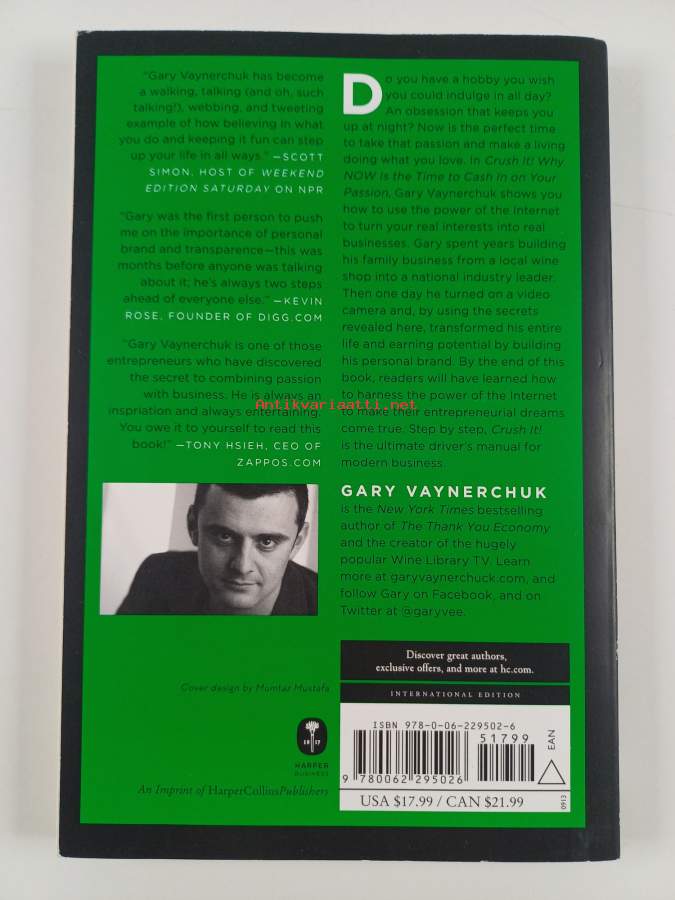 "Gary Vaynerchuk has become
a walking, talking (and oh, such
talking!), webbing, and tweeting
example of how believing in what
you do and keeping it fun can step
up your life in all ways." —SCOTT
SIMON, HOST OF WEEKEND
EDITION SATURDAY ON NPR
"Gary was the first person to push
me on the importance of personal
brand and transparence—this was
months before anyone was talking
about it; he's always two steps
ahead of everyone else." —KEVIN
ROSE, FOUNDER OF DIGG.COM
"Gary Vaynerchuk is one of those
entrepreneurs who have discovered
the secret to combining passion
with business. He is always an
inspriation and always entertaining.
You owe it to yourself to read this
book!" —TONY HSIEH, CEO OF
ZAPPOS.COM
Do you have a hobby you wish
you could indulge in all day?
An obsession that keeps you
up at night? Now is the perfect time
to take that passion and make a living
doing what you love. In Crush It! Why
NOW Is the Time to Cash In on Your
Passion, Gary Vaynerchuk shows you
how to use the power of the Internet
to turn your real interests into real
businesses. Gary spent years building
his family business from a local wine
shop into a national industry leader.
Then one day he turned on a video
camera and, by using the secrets
revealed here, transformed his entire
life and earning potential by building
his personal brand. By the end of this
book, readers will have learned how
to harness the power of the Internet
to make their entrepreneurial dreams
come true. Step by step, Crush It!
is the ultimate driver's manual for
modern business.
GARY VAYNERCHUK
is the New York Times bestselling
author of The Thank You Economy
and the creator of the hugely
popular Wine Library TV. Learn
more at garyvaynerchuck.com, and
follow Gary on Facebook, and on
Twitter at @garyvee.
Antikvariaatti.net
Cover design by Mumtaz Mustafa
18 17
HARPER
BUSINESS
An Imprint of HarperCollinsPublishers
Discover great authors,
exclusive offers, and more at hc.com.
INTERNATIONAL EDITION
ISBN 978-0-06-229502-6
51799
EAN
9 780062 295026
USA $17.99 / CAN $21.99
0913